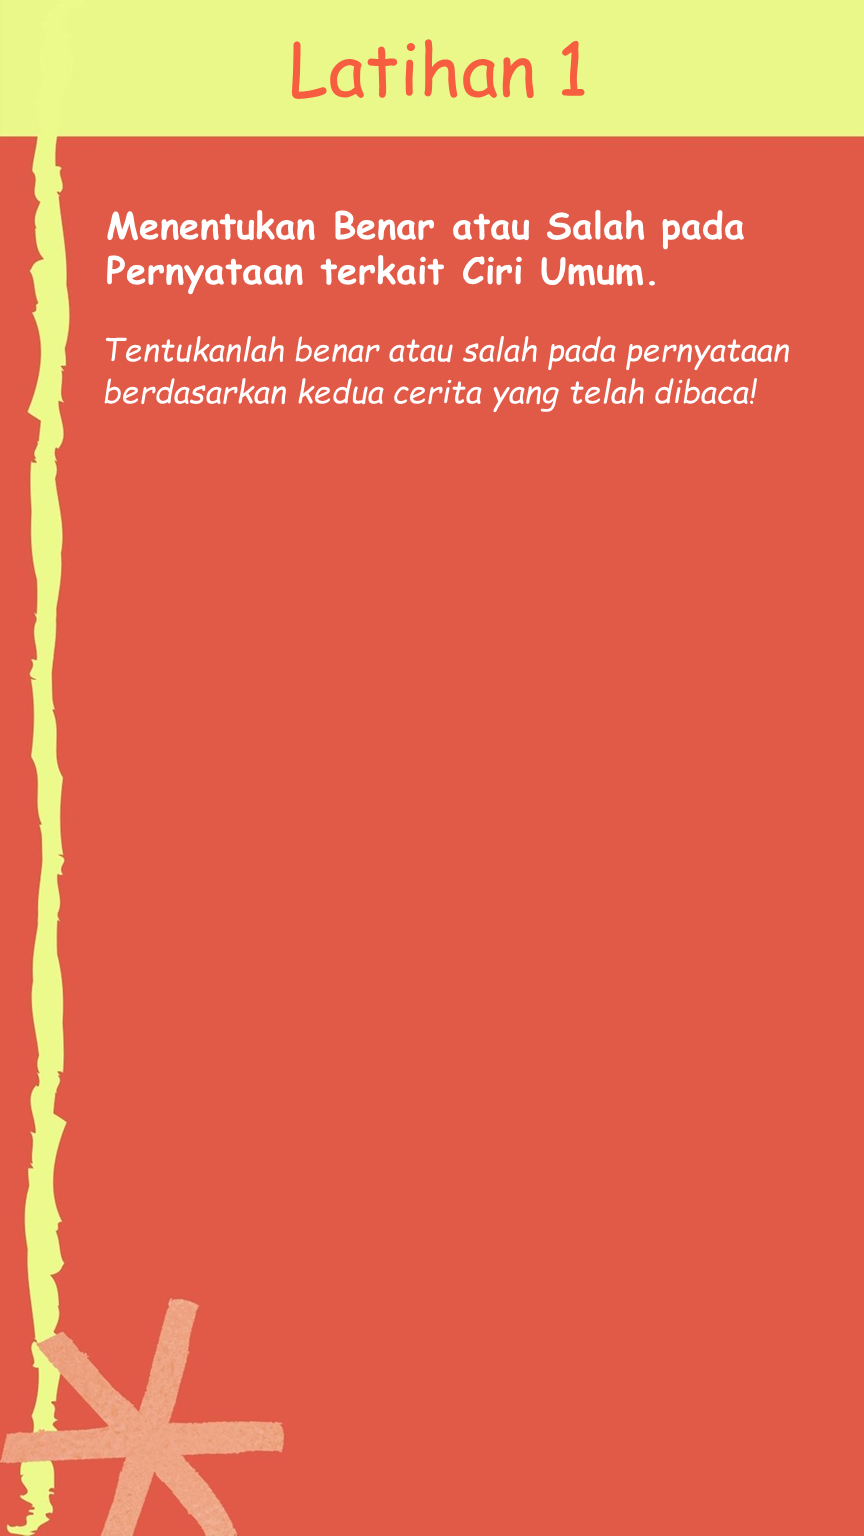 Latihan 1
Menentukan Benar atau Salah pada
Pernyataan terkait Ciri Umum.
Tentukanlah benar atau salah pada pernyataan
berdasarkan kedua cerita yang telah dibaca!